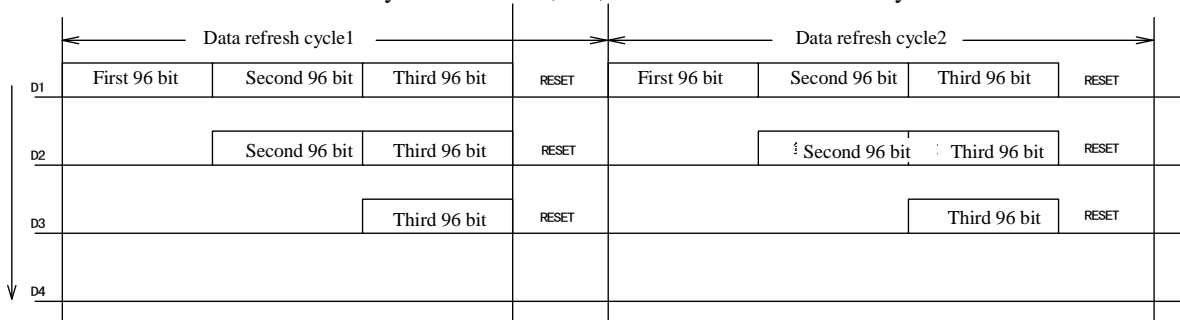 Data refresh cycle1 Data refresh cycle2
D1 First 96 bit Second 96 bit Third 96 bit RESET First 96 bit Second 96 bit Third 96 bit RESET
D2 Second 96 bit Third 96 bit RESET Second 96 bit Third 96 bit RESET
D3 Third 96 bit RESET Third 96 bit RESET
D4